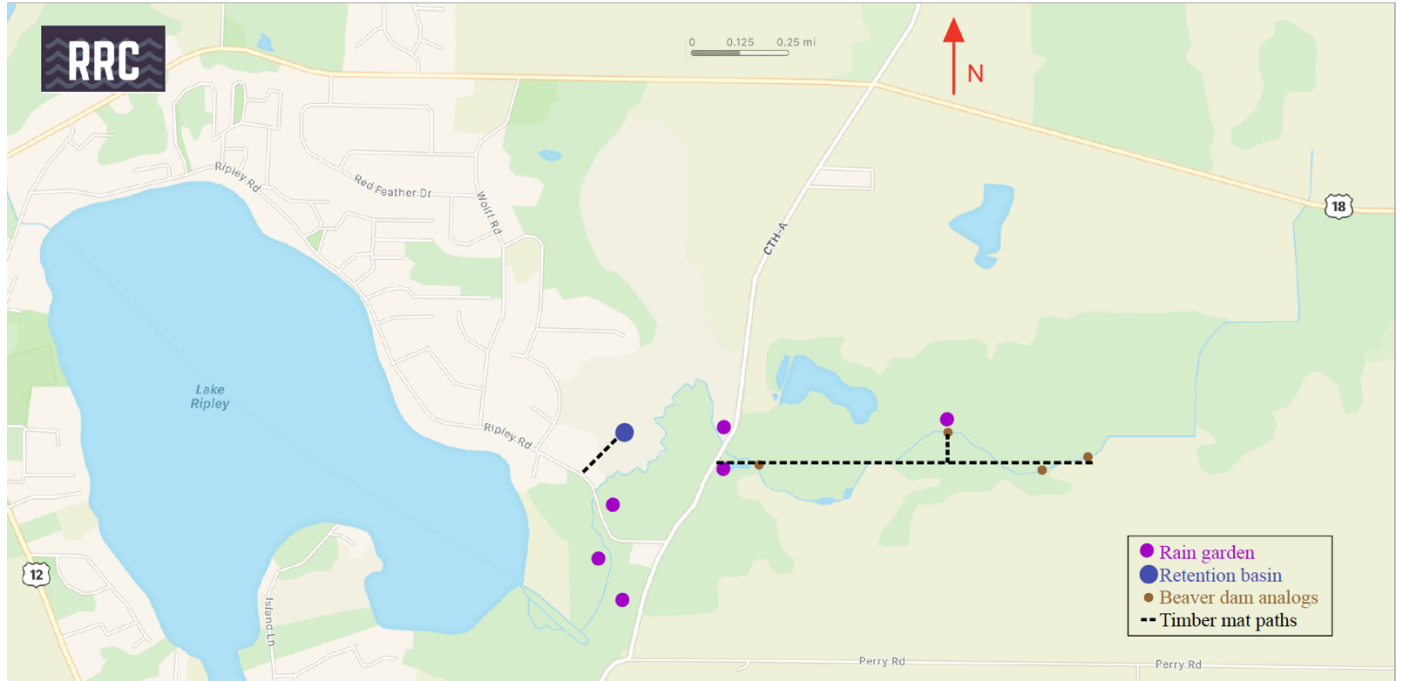 RRC
0 0.125 0.25 mi
N
Ripley Rd
Red Feather Dr
Wolff Rd
CTH-A
18
Lake
Ripley
Ripley Rd
12
Island Ln
Rain garden
Retention basin
Beaver dam analogs
Timber mat paths
Perry Rd
Perry Rd